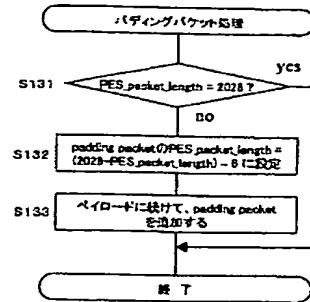 パディングパケット処理
S131
PES_packet_length = 2028 ?
yes
no
S132
padding packetのPES_packet_length =
(2028-PES_packet_length) - 6 に設定
S133
ペイロードに続けて、padding packet
を追加する
終 了